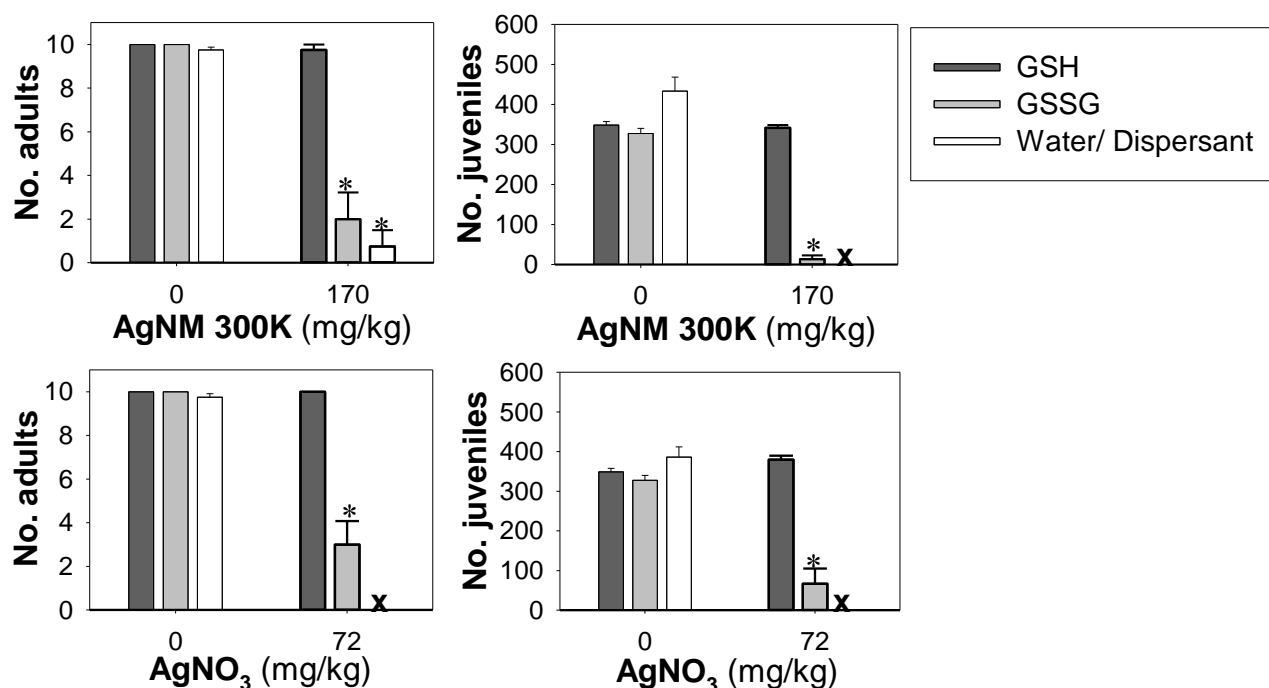 No. adults
10
8
6
4
2
0
*
*
0 170
AgNM 300K (mg/kg)
No. juveniles
600
500
400
300
200
100
0
*
x
0 170
AgNM 300K (mg/kg)
GSH
GSSG
Water/ Dispersant
No. adults
10
8
6
4
2
0
*
x
0 72
AgNO₃ (mg/kg)
No. juveniles
600
500
400
300
200
100
0
*
x
0 72
AgNO₃ (mg/kg)